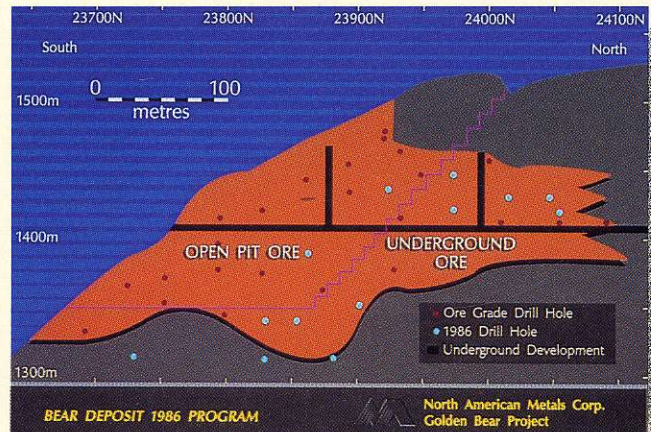 23700N 23800N 23900N 24000N 24100N
South North
0 100
metres
1500m
1400m
OPEN PIT ORE
UNDERGROUND
ORE
Ore Grade Drill Hole
1986 Drill Hole
Underground Development
1300m
BEAR DEPOSIT 1986 PROGRAM
North American Metals Corp.
Golden Bear Project